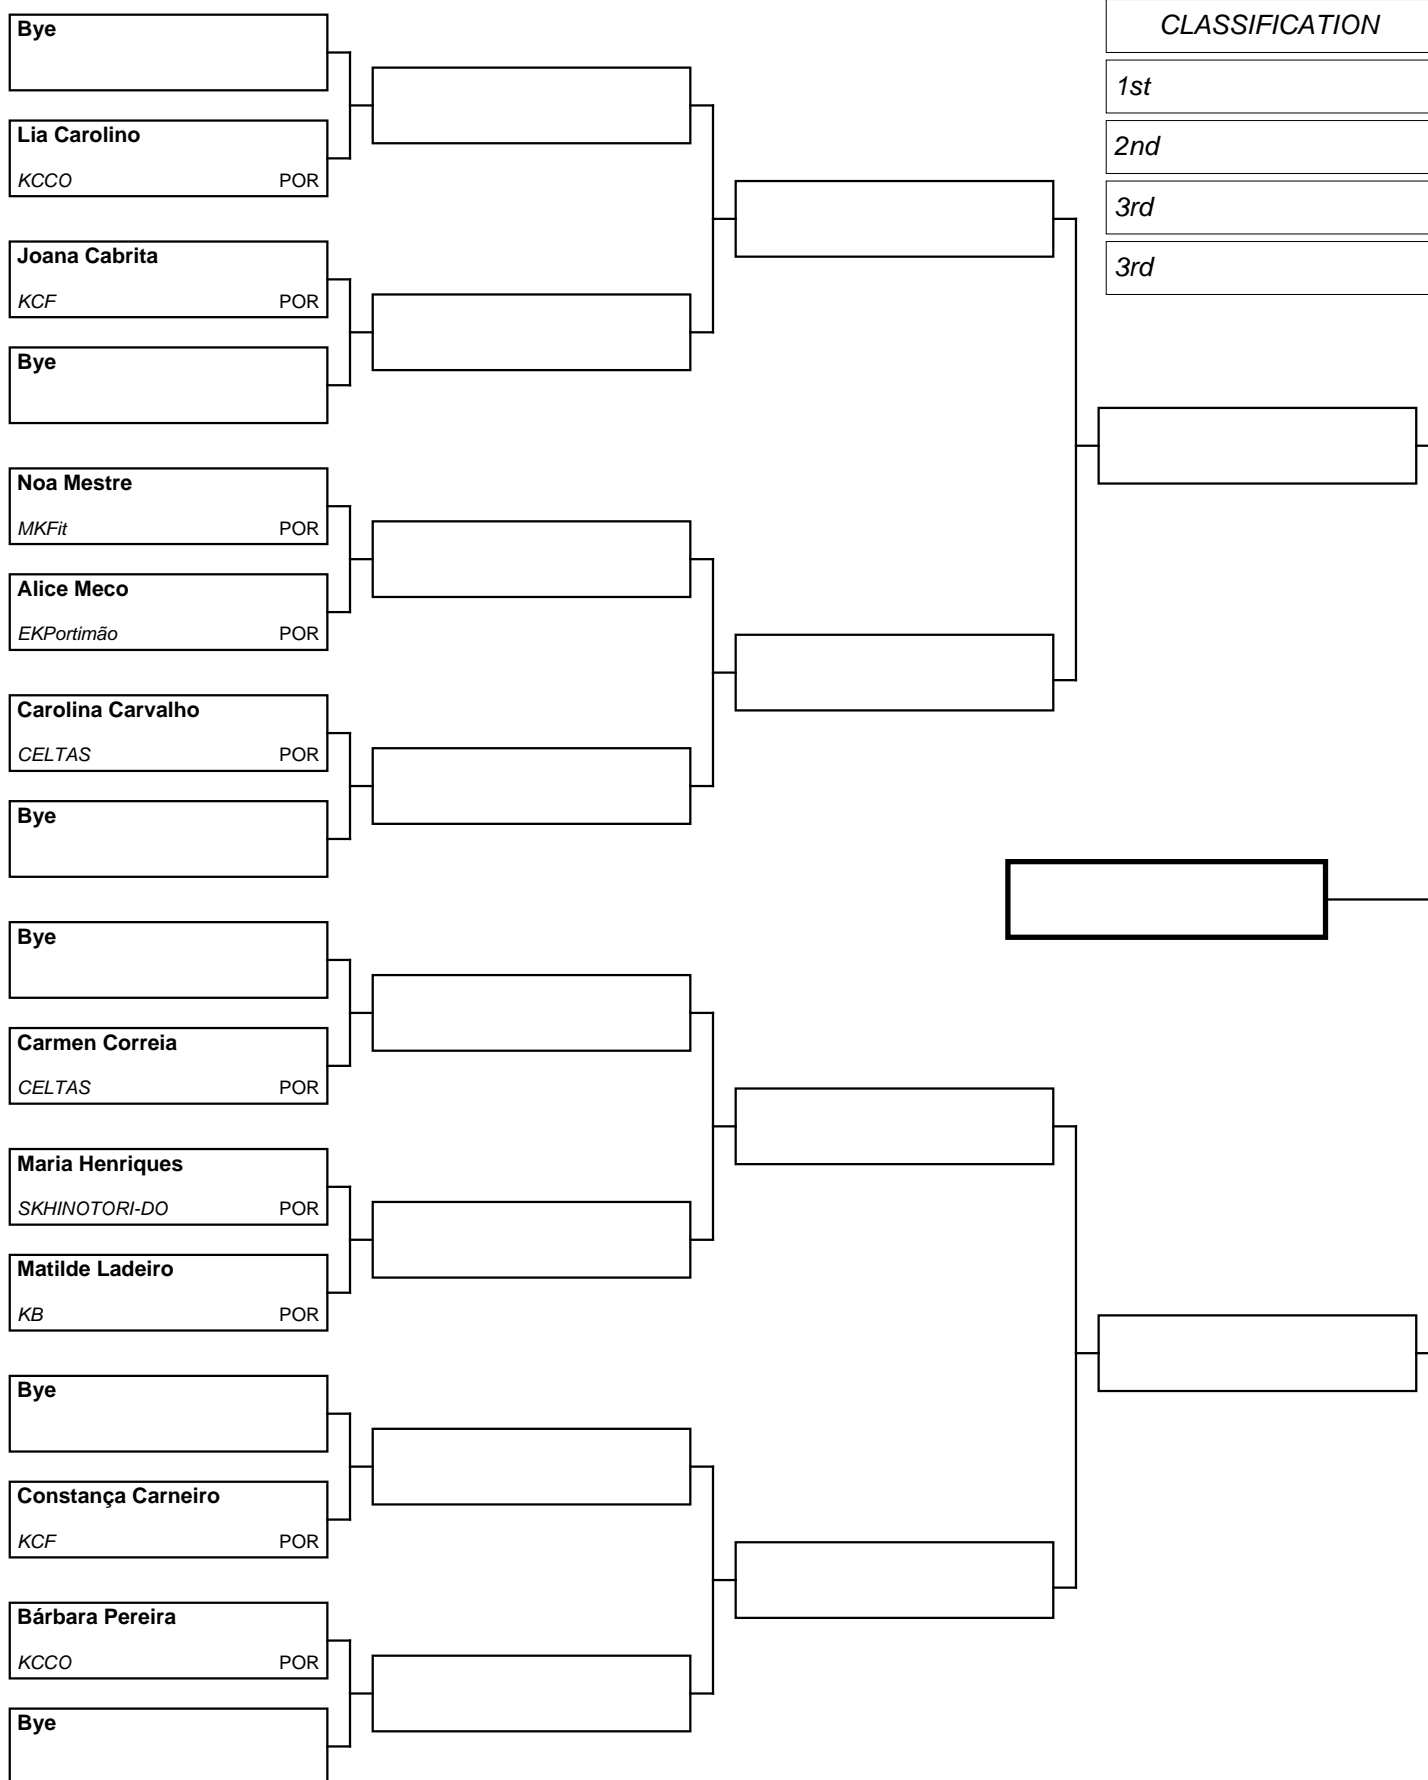 Bye
Lia Carolino
KCCO POR
Joana Cabrita
KCF POR
Bye
Noa Mestre
MKFit POR
Alice Meco
EKPortimão POR
Carolina Carvalho
CELTAS POR
Bye
Bye
Carmen Correia
CELTAS POR
Maria Henriques
SKHINOTORI-DO POR
Matilde Ladeiro
KB POR
Bye
Constança Carneiro
KCF POR
Bárbara Pereira
KCCO POR
Bye
CLASSIFICATION
1st
2nd
3rd
3rd